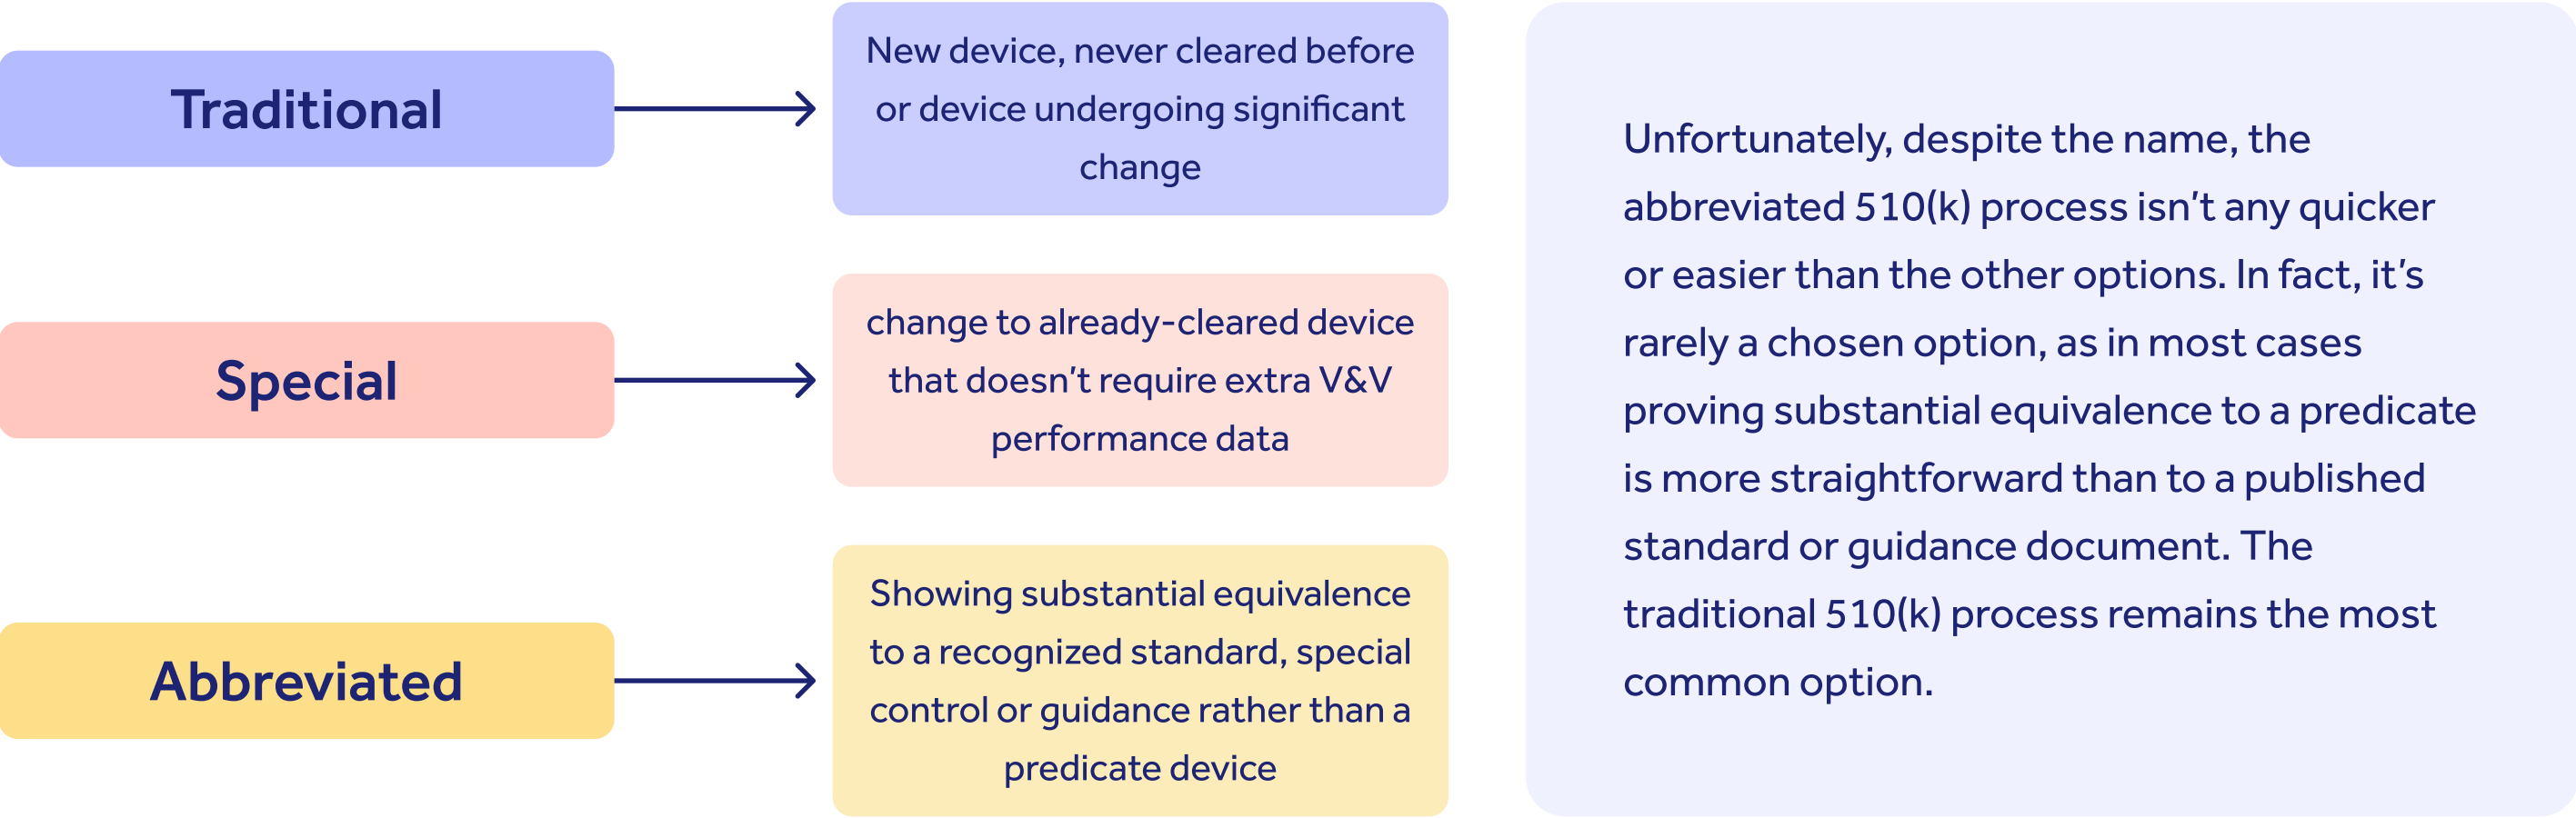 Traditional
New device, never cleared before
or device undergoing significant
change
Special
change to already-cleared device
that doesn't require extra V&V
performance data
Abbreviated
Showing substantial equivalence
to a recognized standard, special
control or guidance rather than a
predicate device
Unfortunately, despite the name, the
abbreviated 510(k) process isn't any quicker
or easier than the other options. In fact, it's
rarely a chosen option, as in most cases
proving substantial equivalence to a predicate
is more straightforward than to a published
standard or guidance document. The
traditional 510(k) process remains the most
common option.